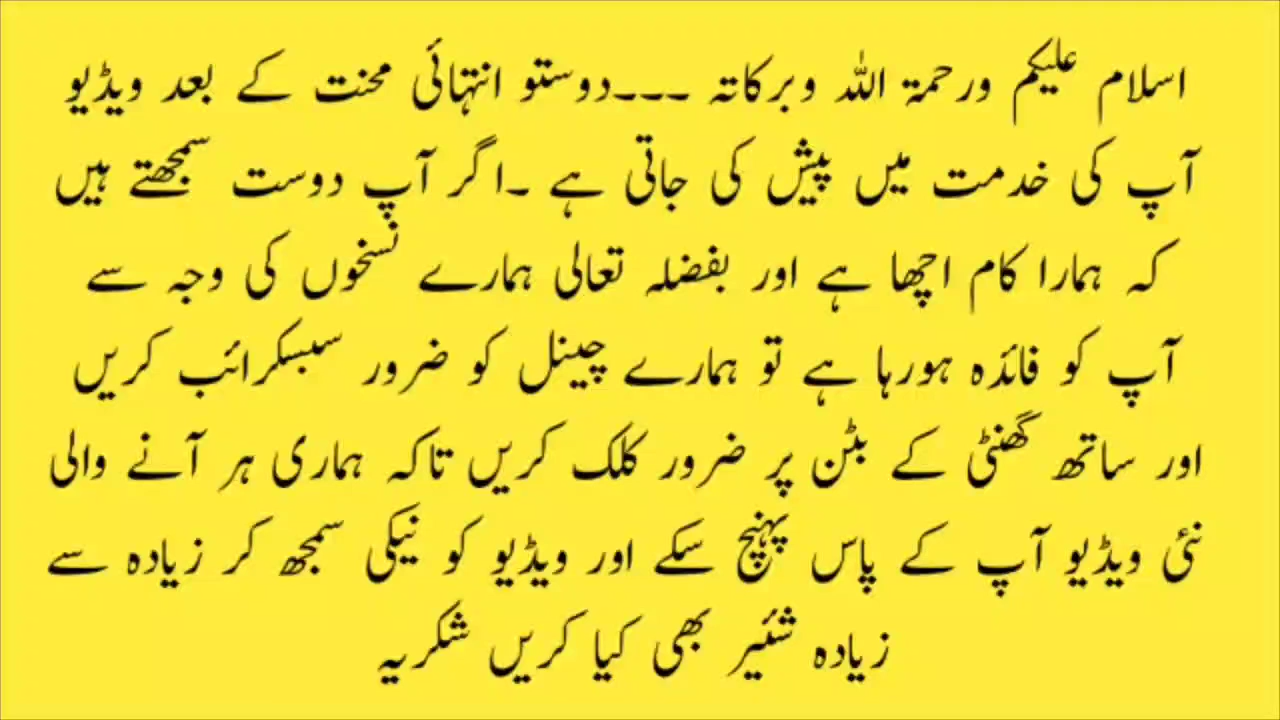 اسلام علیکم ورحمۃ اللہ وبرکاتہ ---دوستو انتہائی محنت کے بعد ویڈیو
آپ کی خدمت میں پیش کی جاتی ہے ۔اگر آپ دوست سمجھتے ہیں
کہ ہمارا کام اچھا ہے اور بفضلہ تعالی ہمارے نسخوں کی وجہ سے
آپ کو فائدہ ہورہا ہے تو ہمارے چینل کو ضرور سبسکرائب کریں
اور ساتھ گھنٹی کے بٹن پر ضرور کلک کریں تاکہ ہماری ہر آنے والی
نئی ویڈیو آپ کے پاس پہنچ سکے اور ویڈیو کو نیکی سمجھ کر زیادہ سے
زیادہ شئیر بھی کیا کریں شکریہ